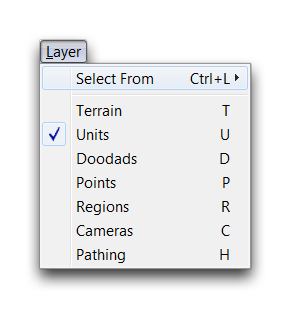 Layer
Select From Ctrl+L
Terrain T
Units U
Doodads D
Points P
Regions R
Cameras C
Pathing H